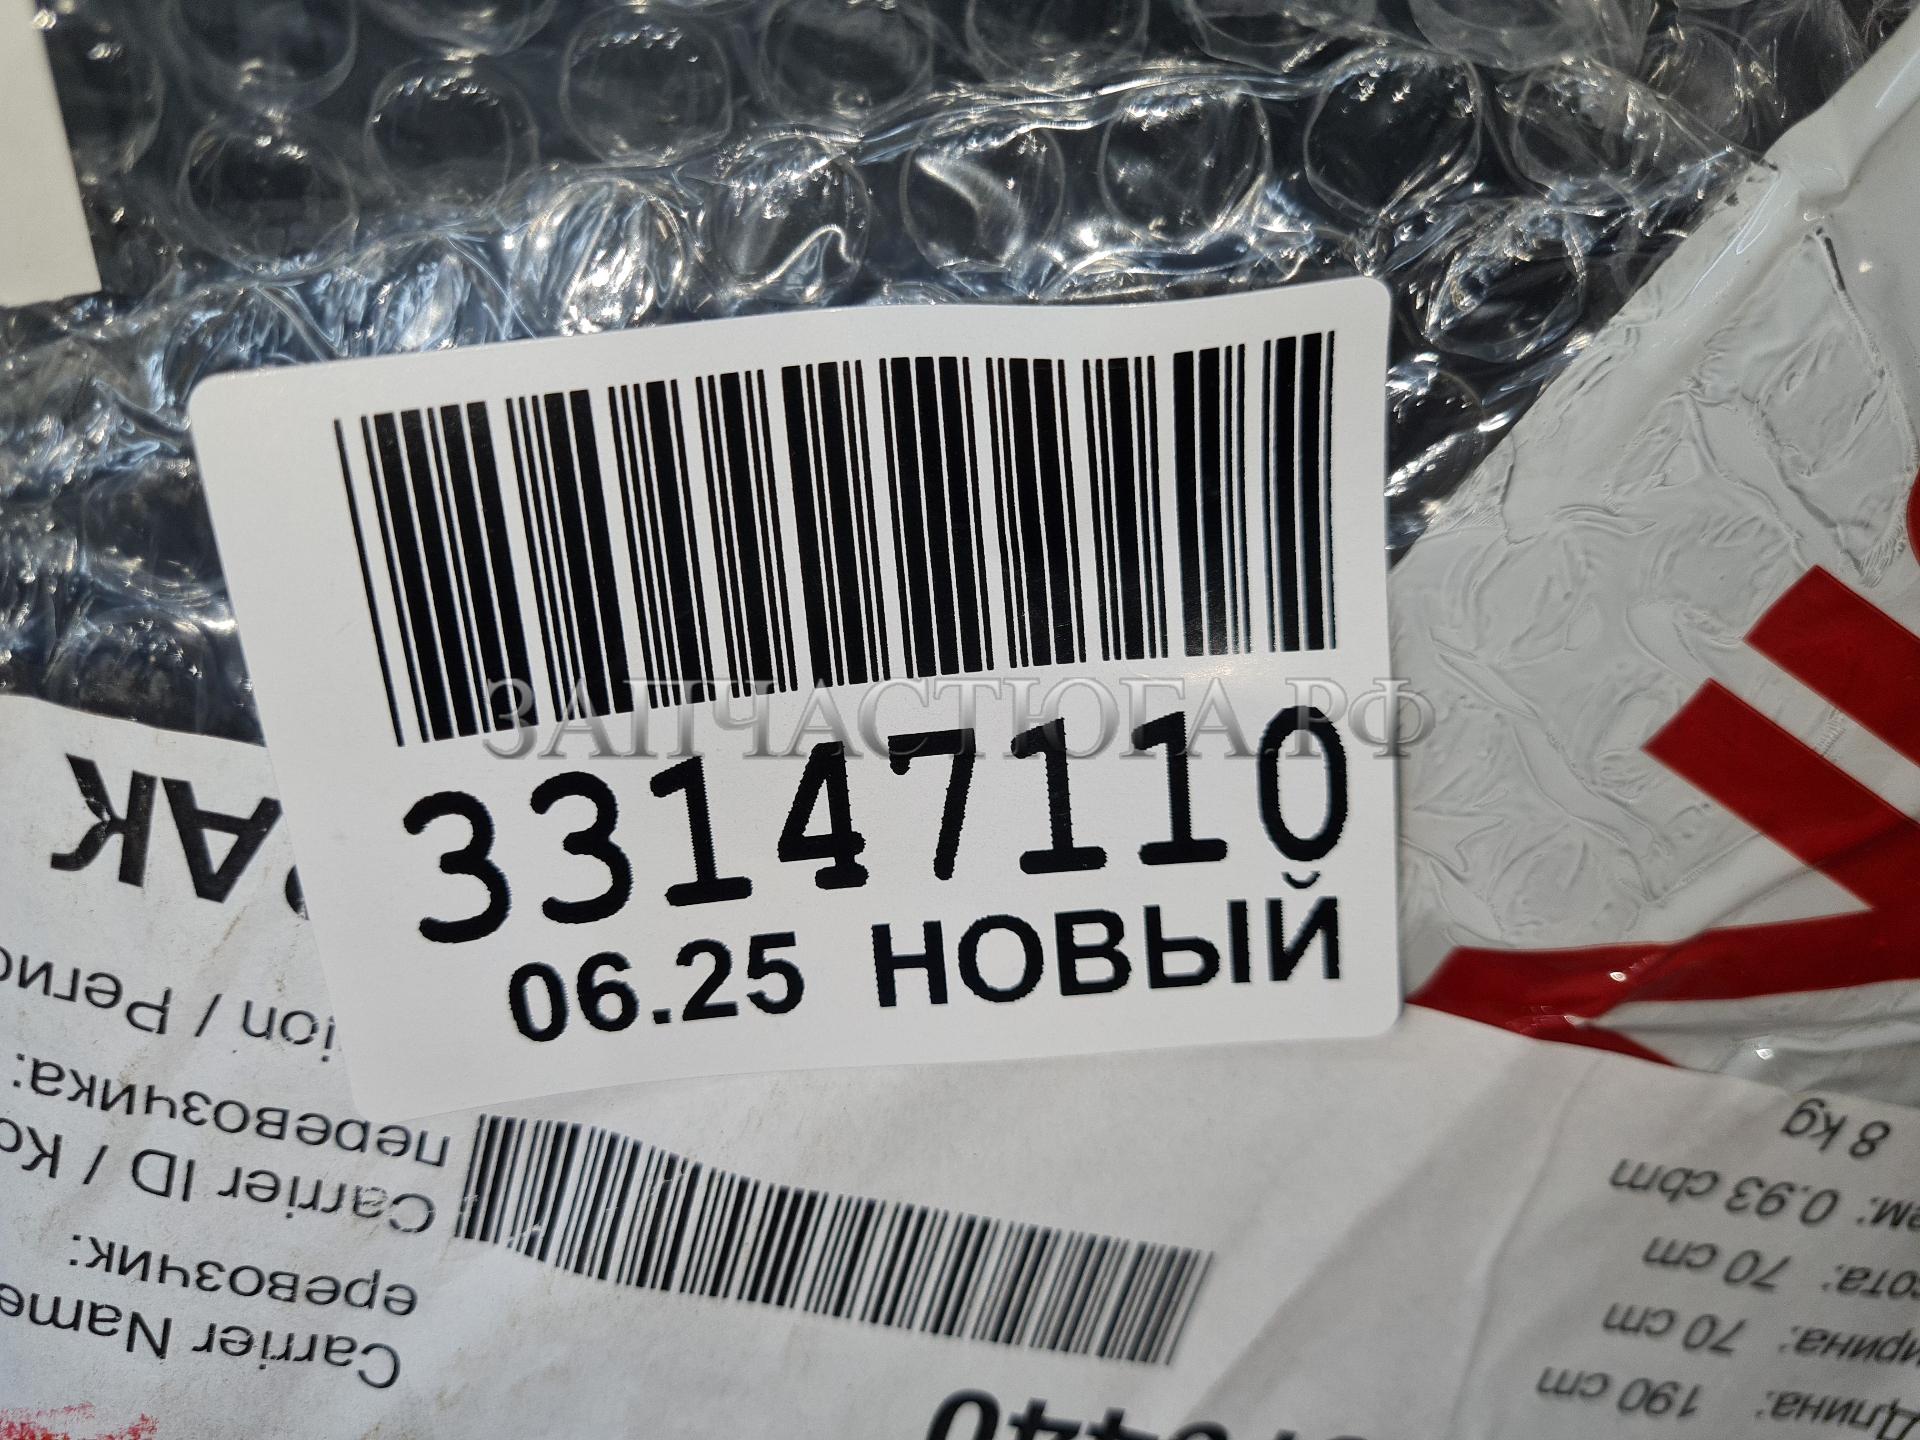 ЗАПЧАСТЮГА.РФ
33147110
06.25 НОВЫЙ
Carrier Name
еревозчик:
Carrier ID / Ко
перевозчика:
ion / Регио
АК
190 cm
70 cm
70 cm
0.93 cbm
8 kg